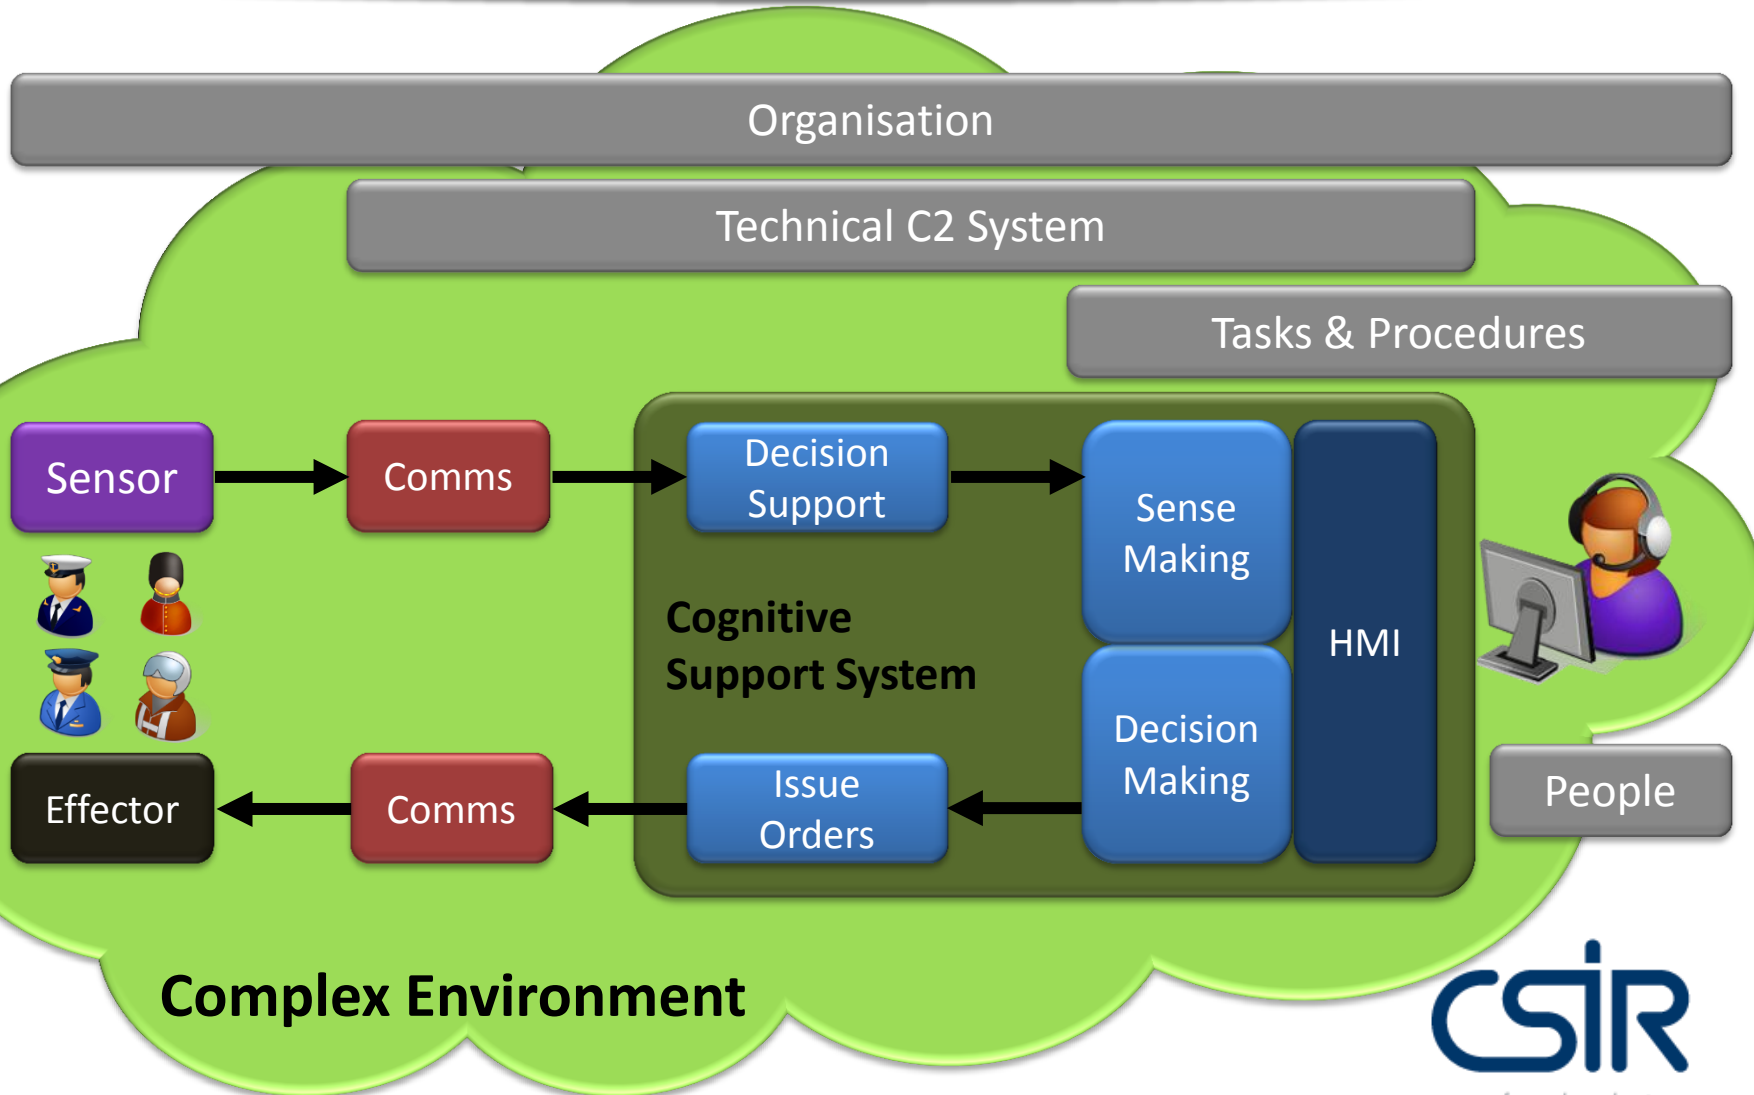 Organisation
Technical C2 System
Tasks & Procedures
Sensor
Comms
Decision
Support
Sense
Making
HMI
Cognitive
Support System
Decision
Making
Effector
Comms
Issue
Orders
People
Complex Environment
CSIR